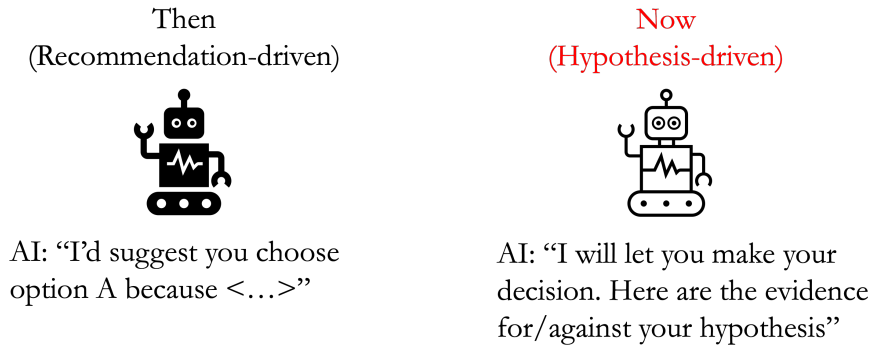 Then
(Recommendation-driven)
AI: “I’d suggest you choose
option A because <…>”
Now
(Hypothesis-driven)
AI: “I will let you make your
decision. Here are the evidence
for/against your hypothesis”